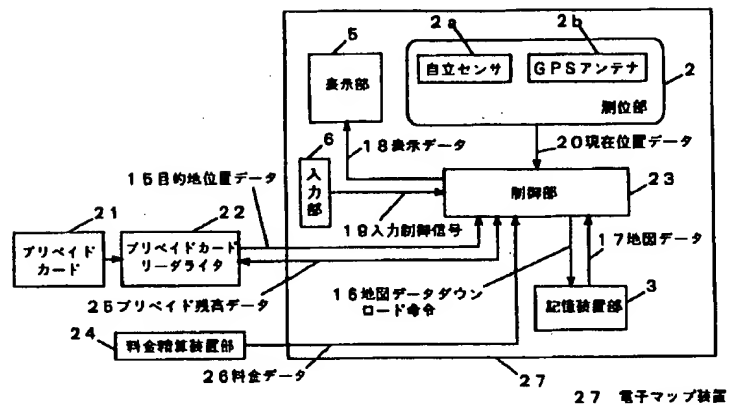 2a
2b
5
自立センサ
GPSアンテナ
2
表示部
測位部
18表示データ
20現在位置データ
6
15目的地位置データ
入力部
制御部
23
21
22
19入力制御信号
プリペイド
カード
プリペイドカード
リーダライタ
17地図データ
25プリペイド残高データ
16地図データダウン
ロード命令
3
24
記憶装置部
料金精算装置部
26料金データ
27
27 電子マップ装置